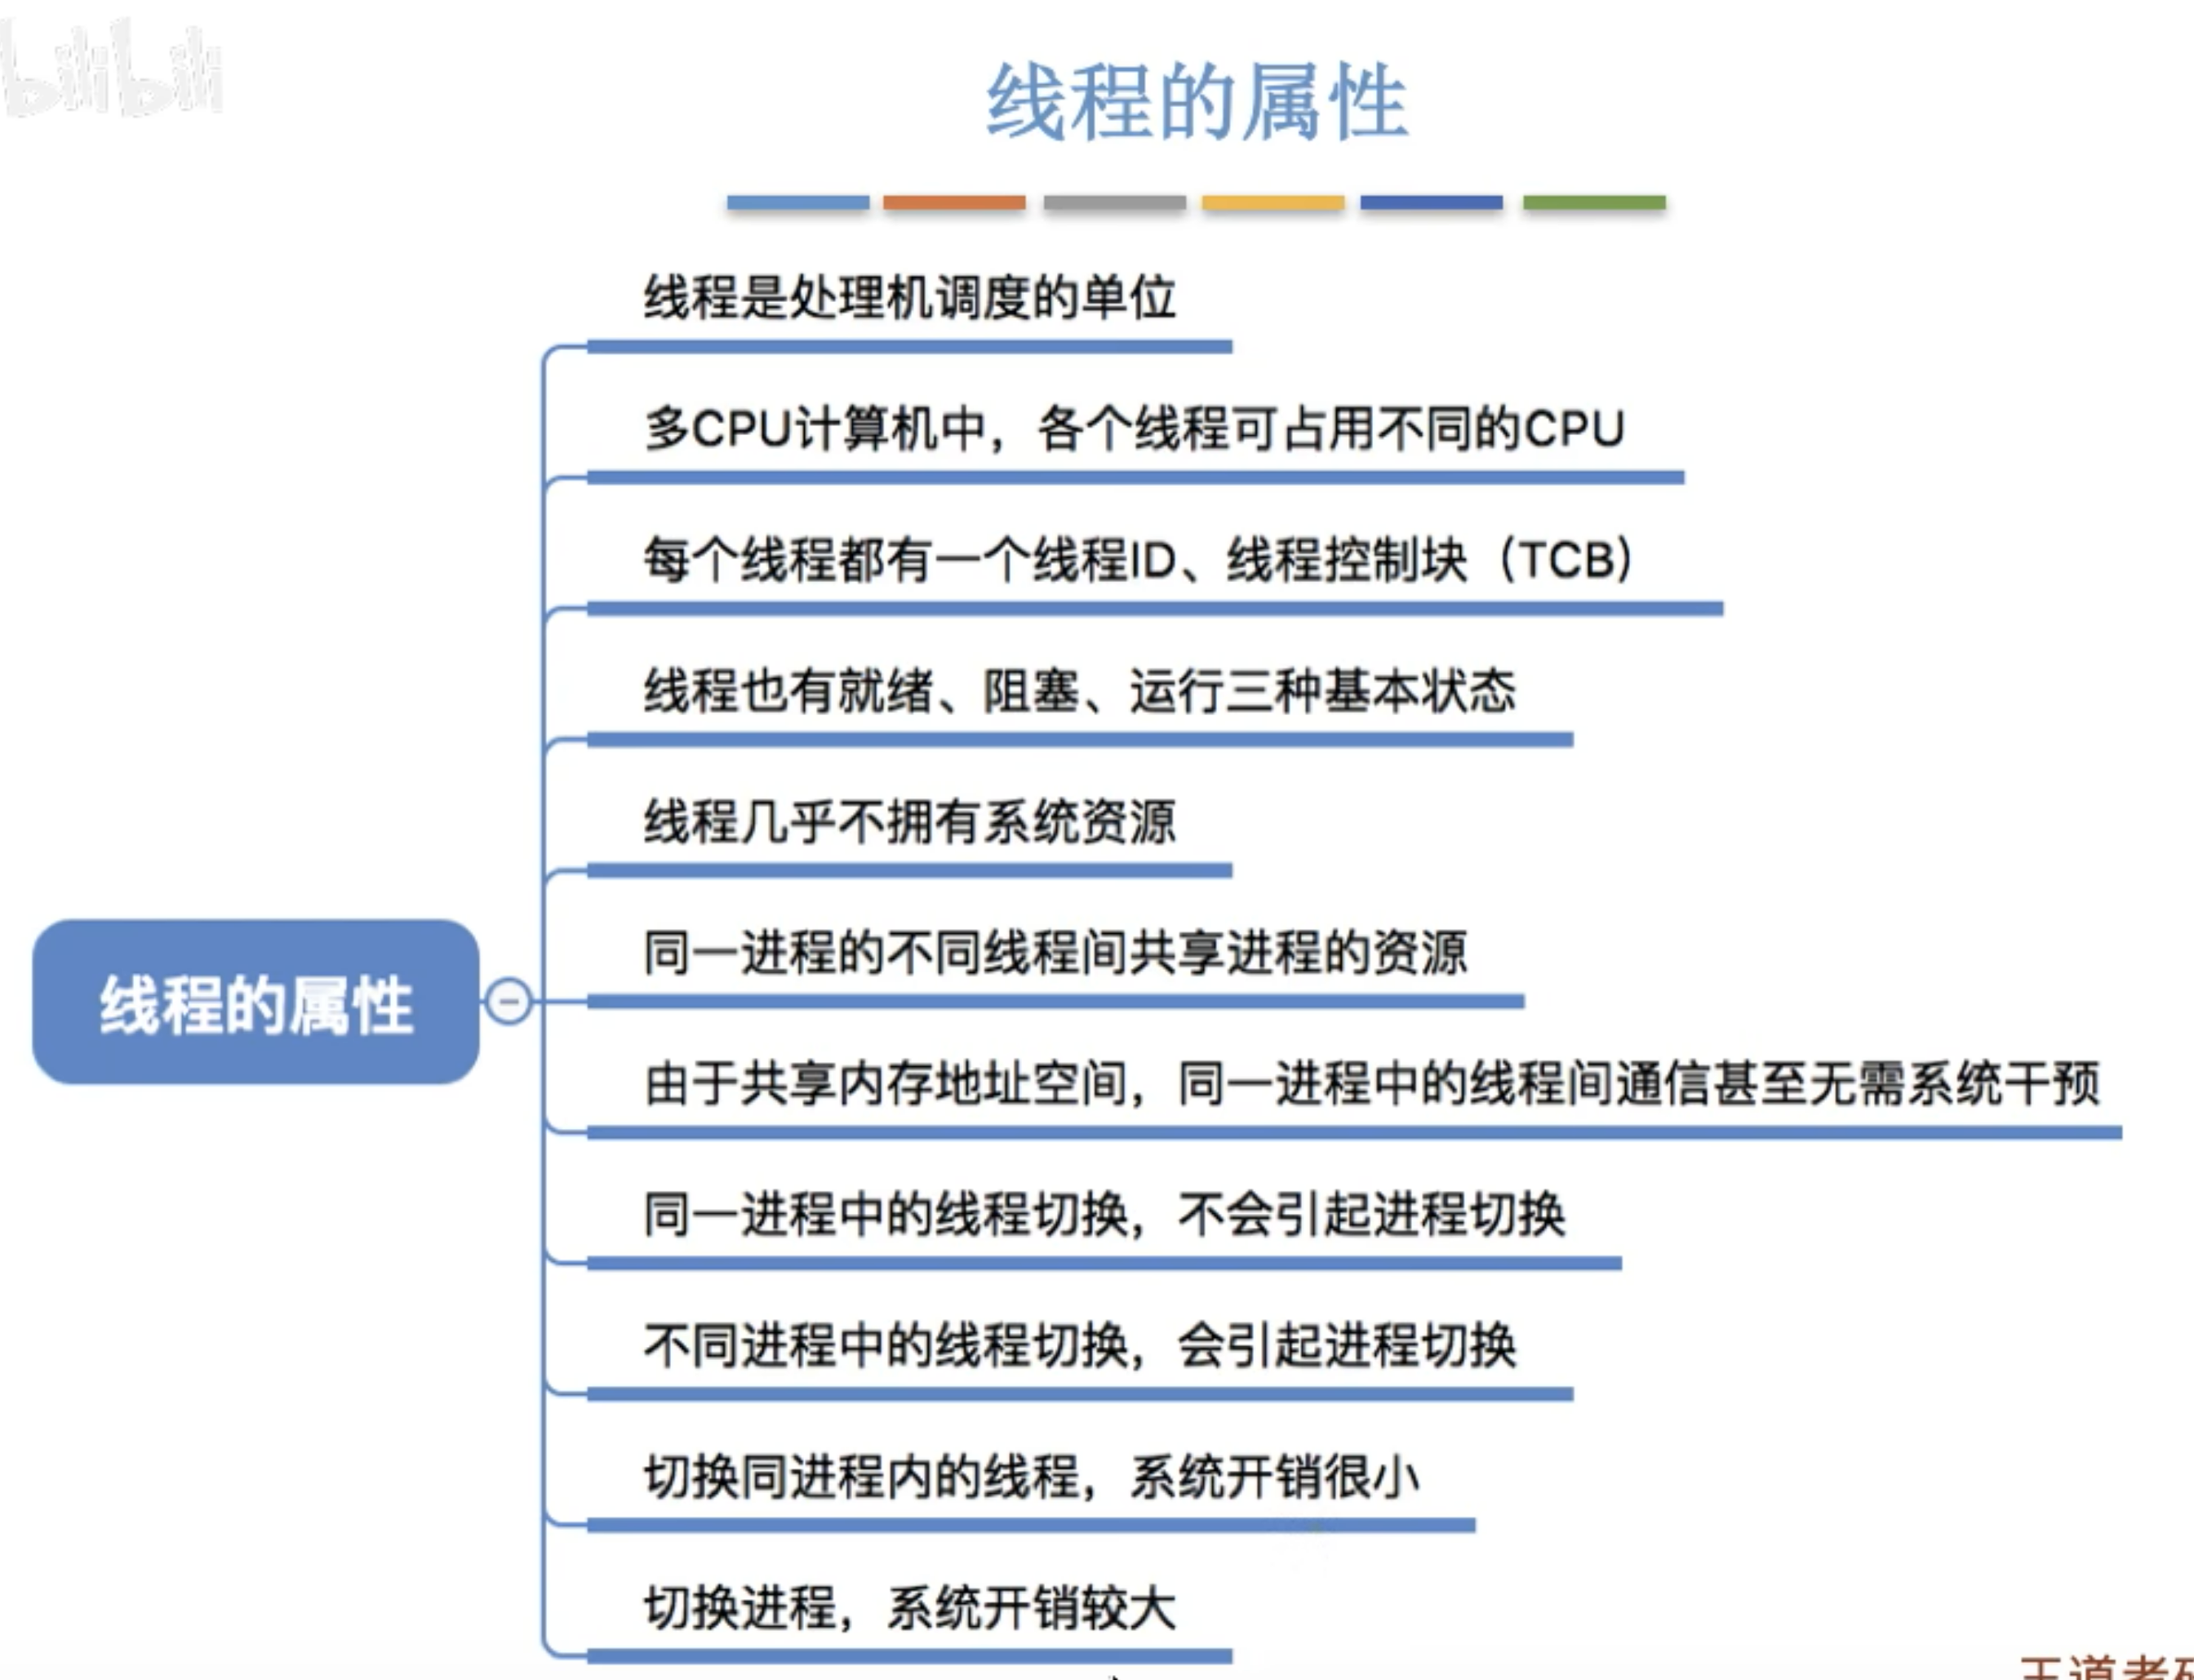 bilibili
线程的属性
线程是处理机调度的单位
多CPU计算机中，各个线程可占用不同的CPU
每个线程都有一个线程ID、线程控制块（TCB）
线程也有就绪、阻塞、运行三种基本状态
线程几乎不拥有系统资源
同一进程的不同线程间共享进程的资源
线程的属性
由于共享内存地址空间，同一进程中的线程间通信甚至无需系统干预
同一进程中的线程切换，不会引起进程切换
不同进程中的线程切换，会引起进程切换
切换同进程内的线程，系统开销很小
切换进程，系统开销较大